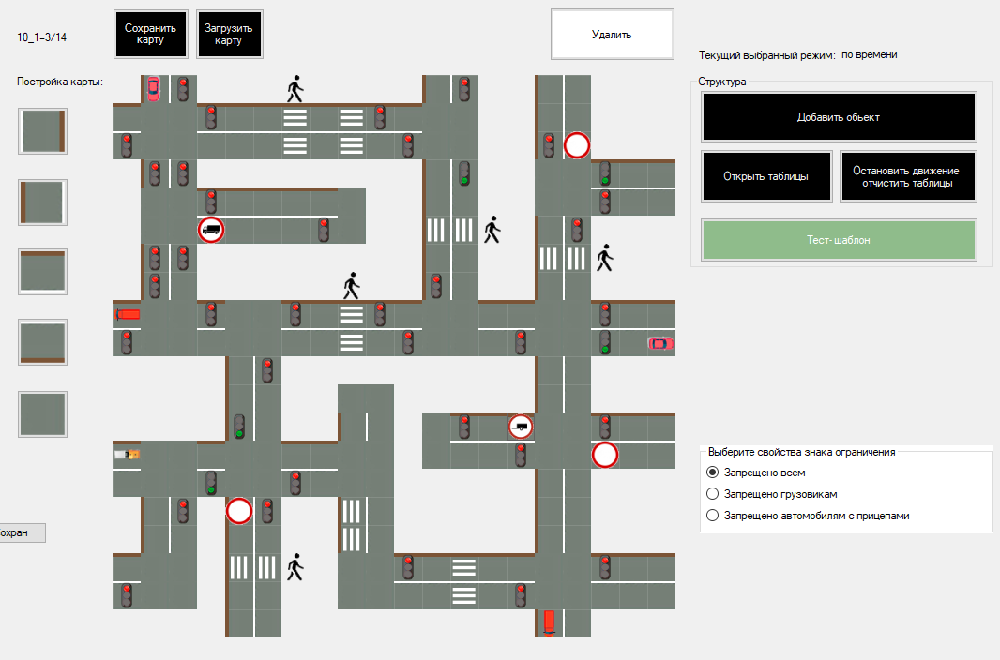 10_1=3/14
Сохранить
карту
Загрузить
карту
Удалить
Текущий выбранный режим: по времени
Постройка карты:
Структура
Добавить обьект
Открыть таблицы
Остановить движение
отчистить таблицы
Тест-шаблон
Выберите свойства знака ограничения
Запрещено всем
Запрещено грузовикам
Запрещено автомобилям с прицепами
охран